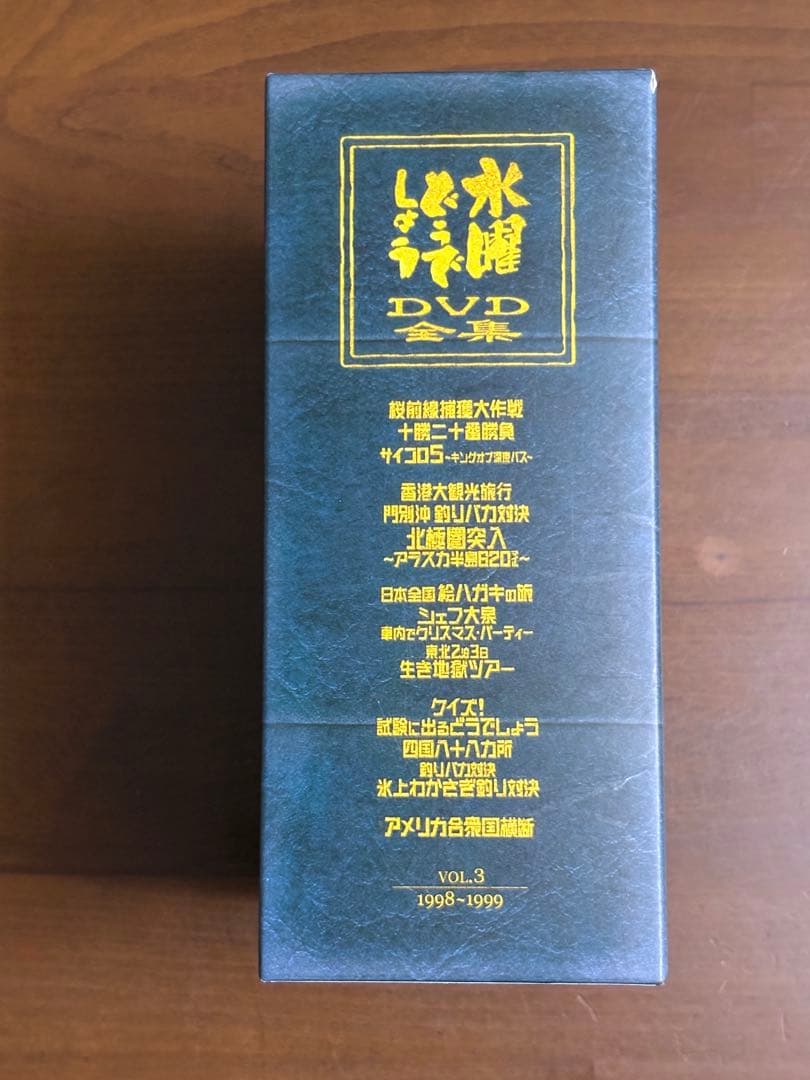 水曜
どうで
しょう
DVD
全集
桜前線捕獲大作戦
十勝二十番勝負
サイコロ5~キングオブ深夜バス~
香港大観光旅行
門別沖 釣りバカ対決
北極圏突入
~アラスカ半島620マイル~
日本全国 絵ハガキの旅
シェフ大泉
車内でクリスマス・パーティー
東北2泊3日
生き地獄ツアー
クイズ!
試験に出るどうでしょう
四国八十八カ所
釣りバカ対決
氷上わかさぎ釣り対決
アメリカ合衆国横断
VOL.3
1998~1999